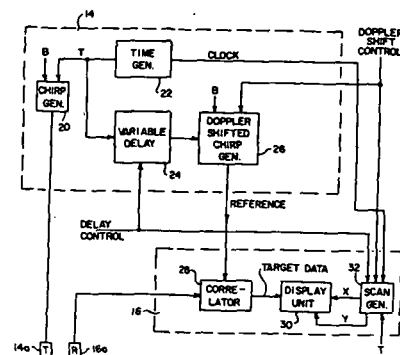 14
DOPPLER
SHIFT
CONTROL
B
T
TIME
GEN.
CLOCK
22
CHIRP
GEN.
20
VARIABLE
DELAY
24
B
DOPPLER
SHIFTED
CHIRP
GEN.
26
REFERENCE
DELAY
CONTROL
TARGET
DATA
28
32
CORRE-
LATOR
DISPLAY
UNIT
X
SCAN
GEN.
16
30
Y
14a
T
R
16a
T